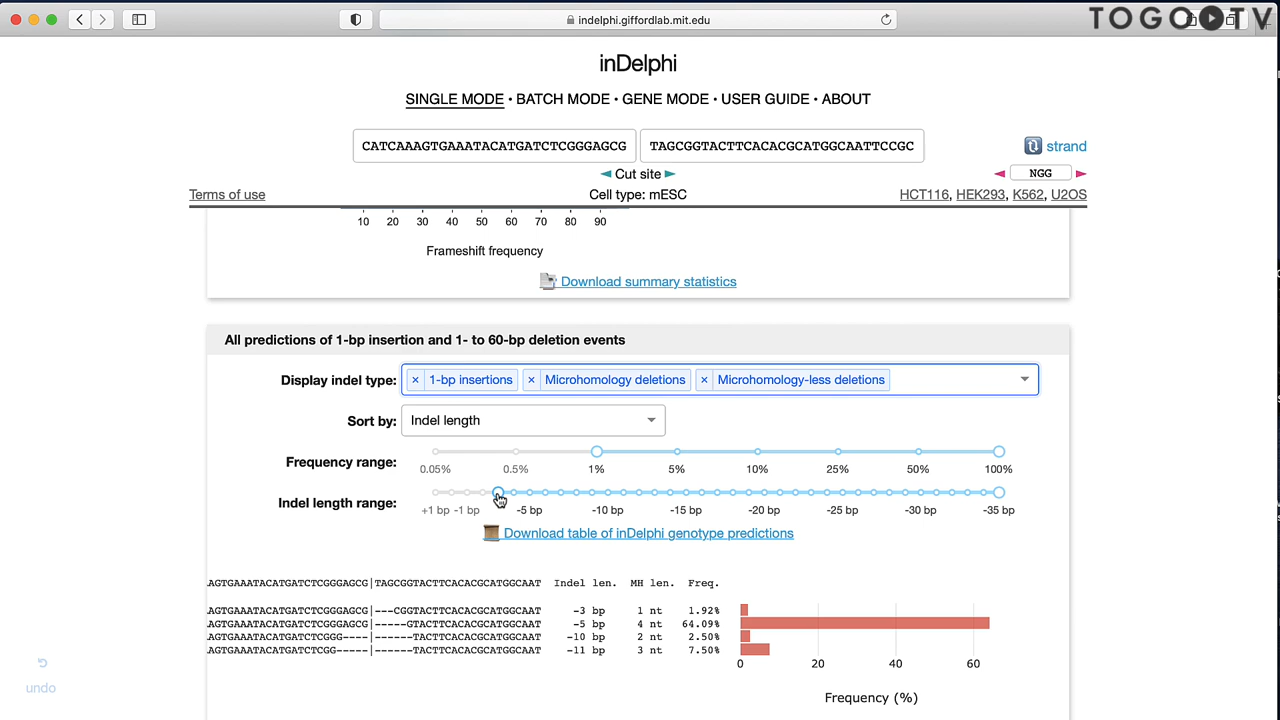 indelphi.giffordlab.mit.edu
TOGO TV
inDelphi
SINGLE MODE • BATCH MODE • GENE MODE • USER GUIDE • ABOUT
CATCAAAGTGAAATACATGATCTCGGGAGCG TAGCGGTACTTCACACGCATGGCAATTCCGC strand
◄ Cut site ► ◄ NGG ►
Terms of use Cell type: mESC HCT116, HEK293, K562, U2OS
10 20 30 40 50 60 70 80 90
Frameshift frequency
Download summary statistics
All predictions of 1-bp insertion and 1- to 60-bp deletion events
Display indel type: × 1-bp insertions × Microhomology deletions × Microhomology-less deletions
Sort by: Indel length
Frequency range: 0.05% 0.5% 1% 5% 10% 25% 50% 100%
Indel length range: +1 bp -1 bp -5 bp -10 bp -15 bp -20 bp -25 bp -30 bp -35 bp
Download table of inDelphi genotype predictions
AGTGAAATACATGATCTCGGGAGCG|TAGCGGTACTTCACACGCATGGCAAT Indel len. MH len. Freq.
AGTGAAATACATGATCTCGGGAGCG|---CGGTACTTCACACGCATGGCAAT -3 bp 1 nt 1.92%
AGTGAAATACATGATCTCGGGAGCG|-----GTACTTCACACGCATGGCAAT -5 bp 4 nt 64.09%
AGTGAAATACATGATCTCGGG----|------TACTTCACACGCATGGCAAT -10 bp 2 nt 2.50%
AGTGAAATACATGATCTCGG-----|------TACTTCACACGCATGGCAAT -11 bp 3 nt 7.50%
0 20 40 60
Frequency (%)
undo